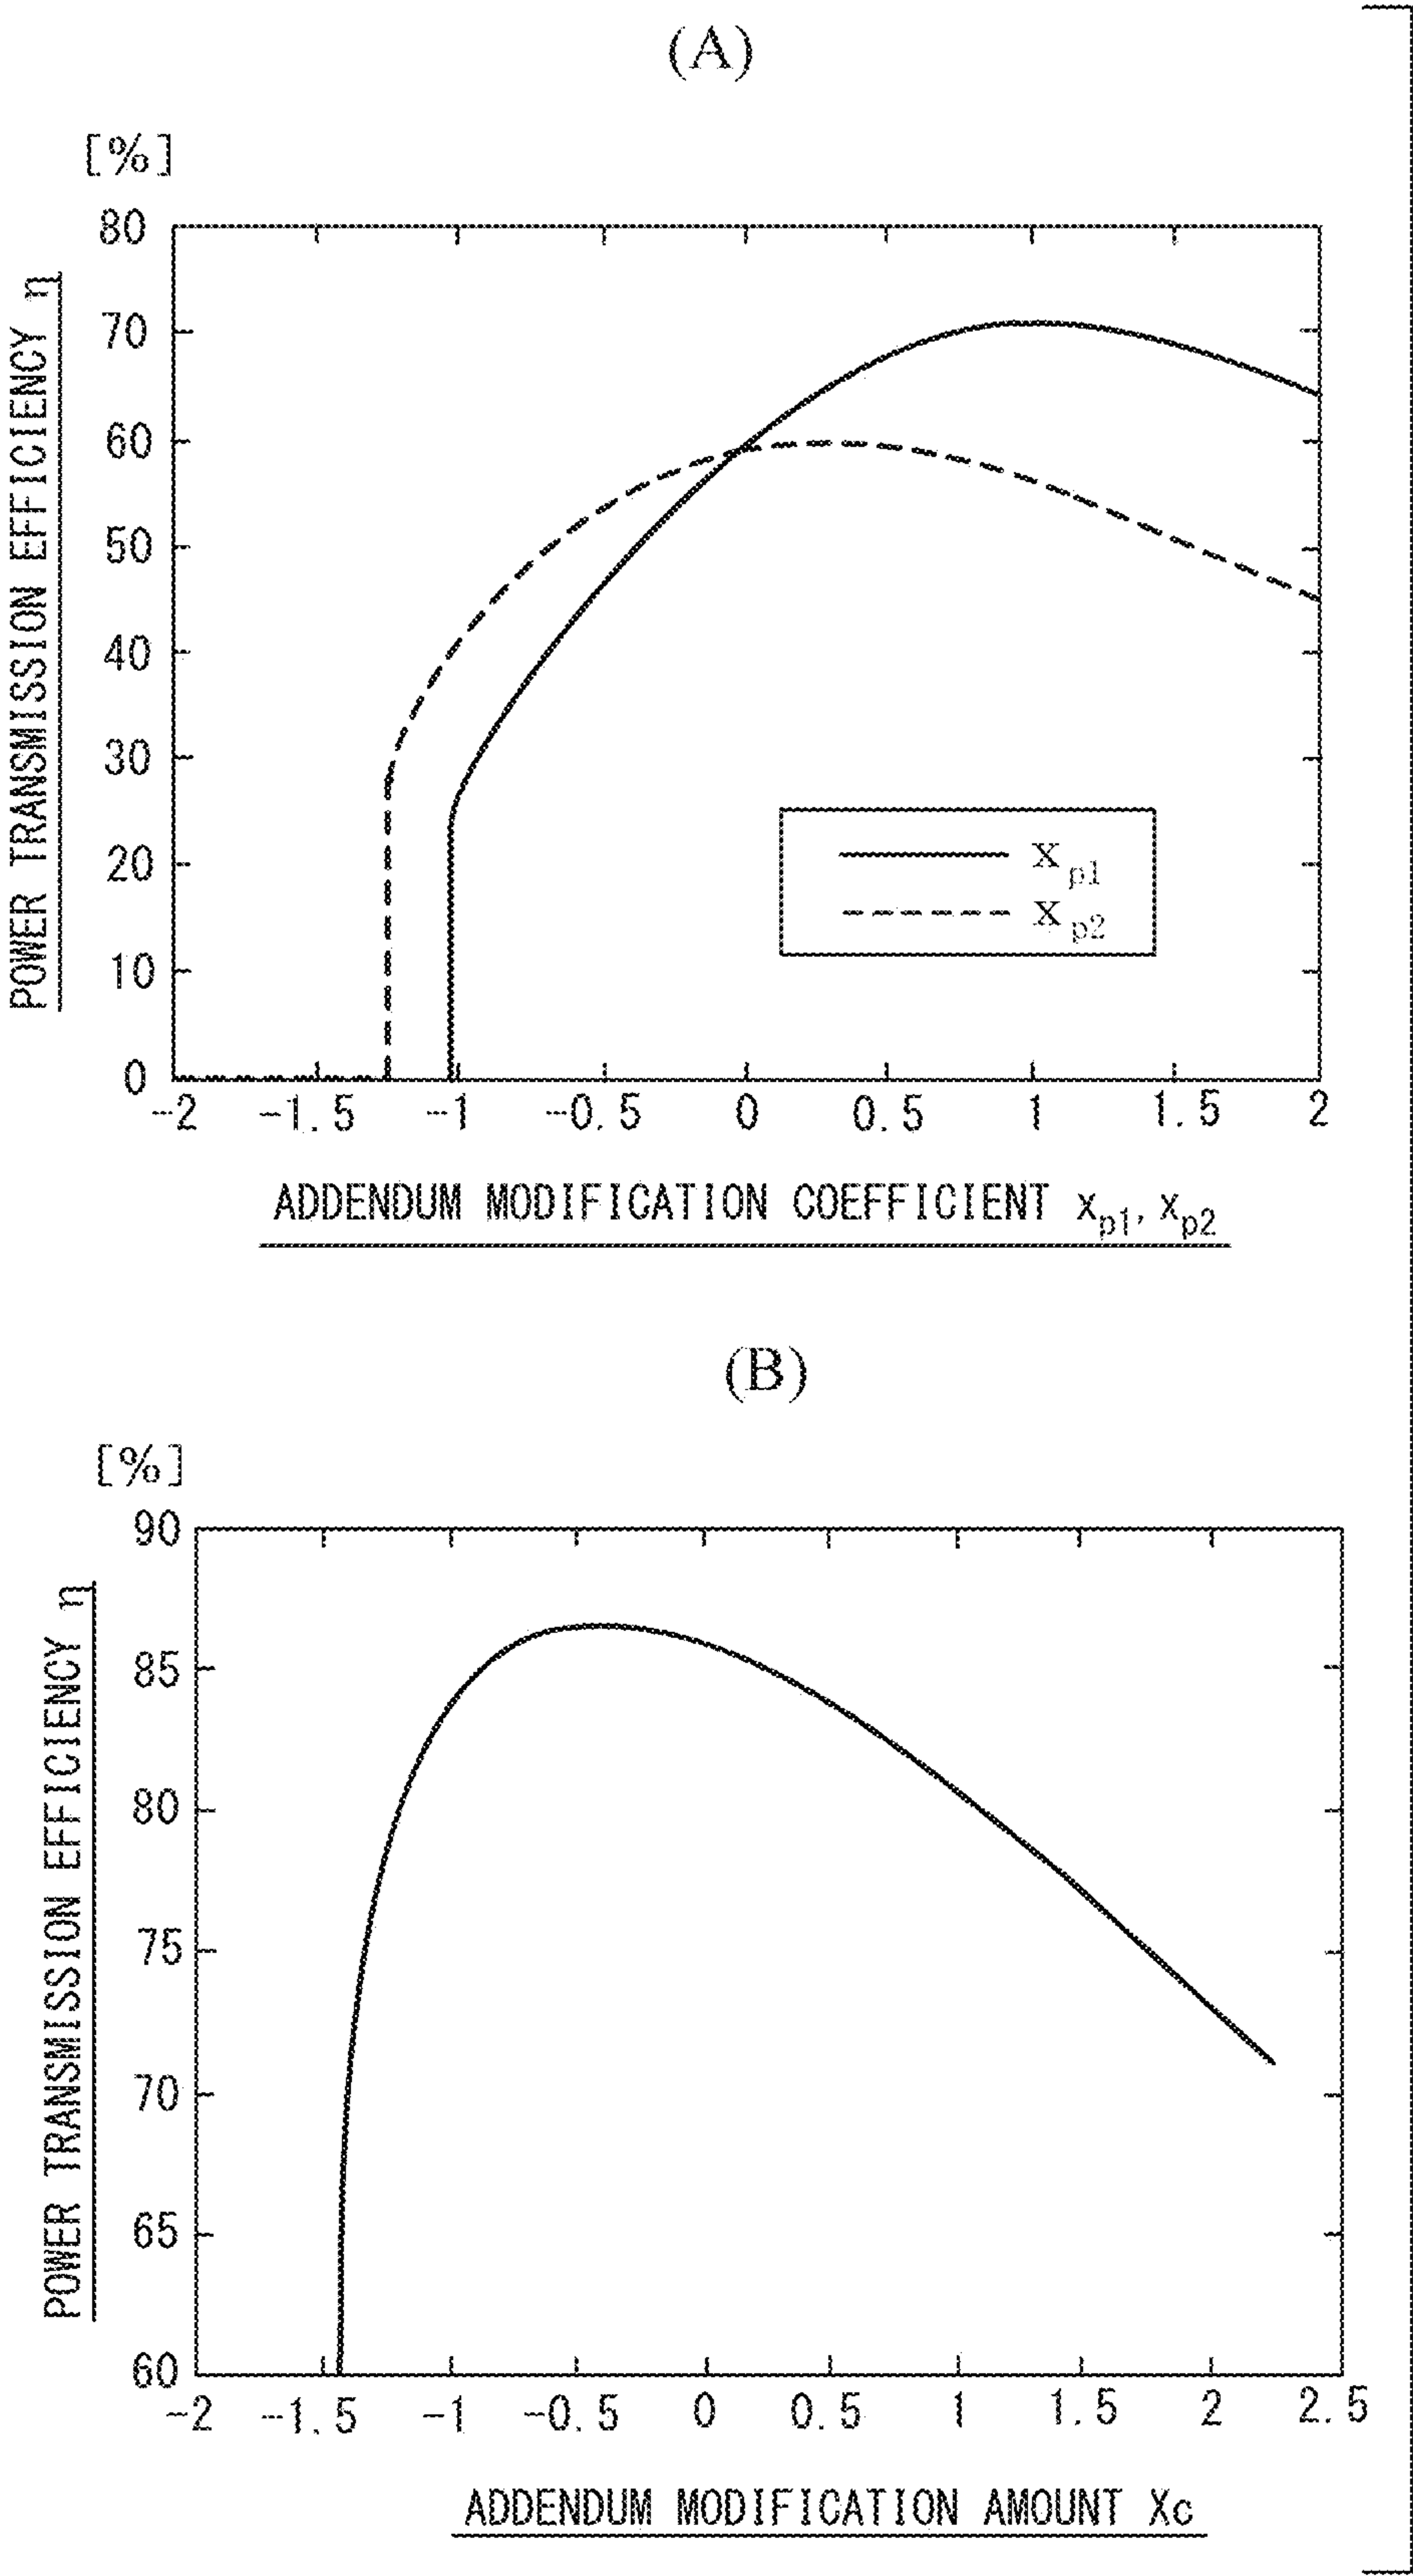 (A)
[%]
POWER TRANSMISSION EFFICIENCY η
80
70
60
50
40
30
20
10
0
-2 -1.5 -1 -0.5 0 0.5 1 1.5 2
x p1
x p2
ADDENDUM MODIFICATION COEFFICIENT xp1, xp2
(B)
[%]
POWER TRANSMISSION EFFICIENCY η
90
85
80
75
70
65
60
-2 -1.5 -1 -0.5 0 0.5 1 1.5 2 2.5
ADDENDUM MODIFICATION AMOUNT Xc